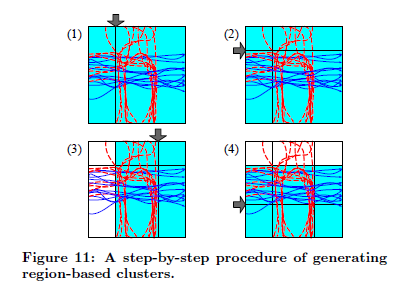 (1)
(2)
(3)
(4)
Figure 11: A step-by-step procedure of generating
region-based clusters.